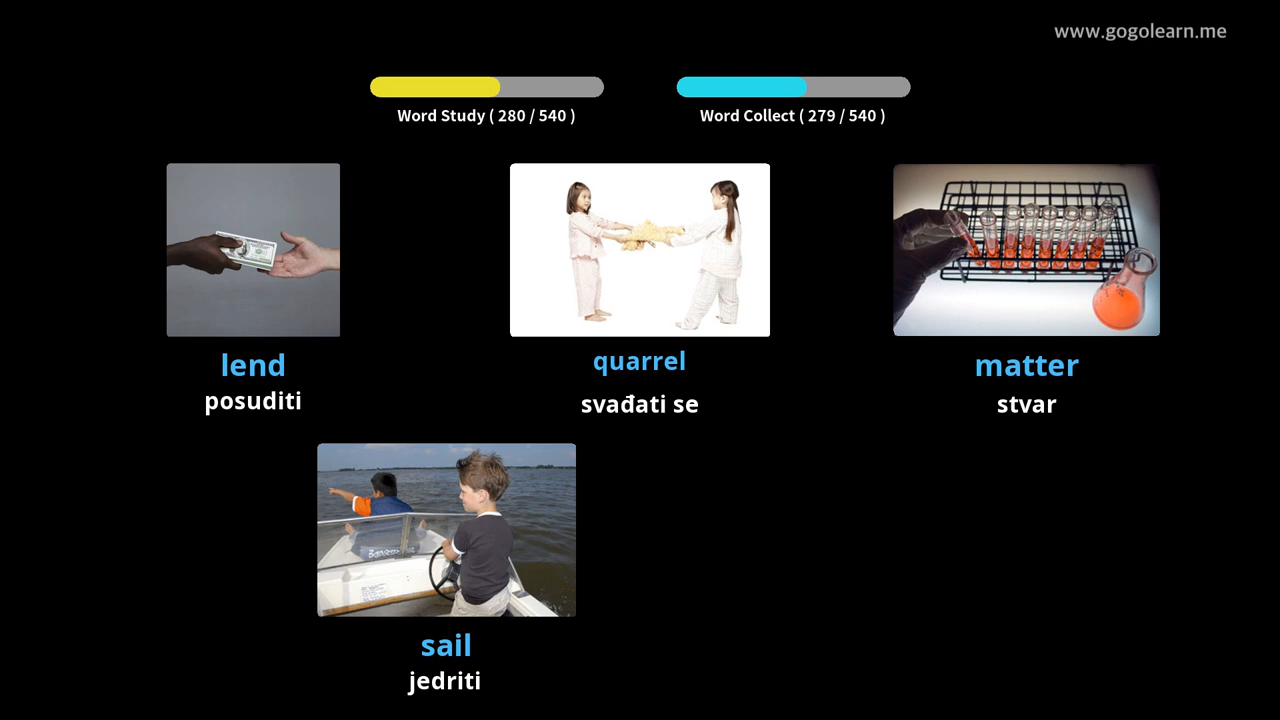 www.gogolearn.me
Word Study ( 280 / 540 )
Word Collect ( 279 / 540 )
lend
posuditi
quarrel
svađati se
matter
stvar
sail
jedriti